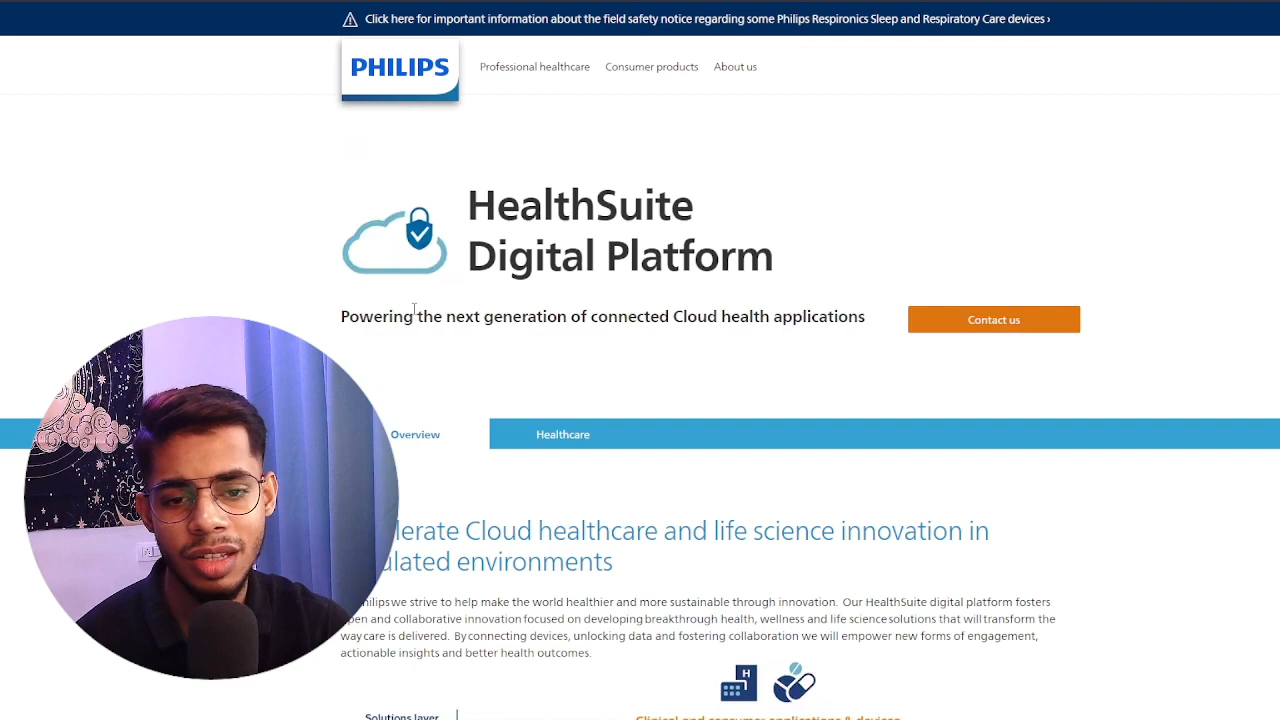 Click here for important information about the field safety notice regarding some Philips Respironics Sleep and Respiratory Care devices ›
PHILIPS
Professional healthcare
Consumer products
About us
HealthSuite
Digital Platform
Powering the next generation of connected Cloud health applications
Contact us
Overview
Healthcare
Cloud healthcare and life science innovation in
environments
we strive to help make the world healthier and more sustainable through innovation. Our HealthSuite digital platform fosters
and collaborative innovation focused on developing breakthrough health, wellness and life science solutions that will transform the
way care is delivered. By connecting devices, unlocking data and fostering collaboration we will empower new forms of engagement,
actionable insights and better health outcomes.
H
Solutions layer
Clinical and consumer applications & devices